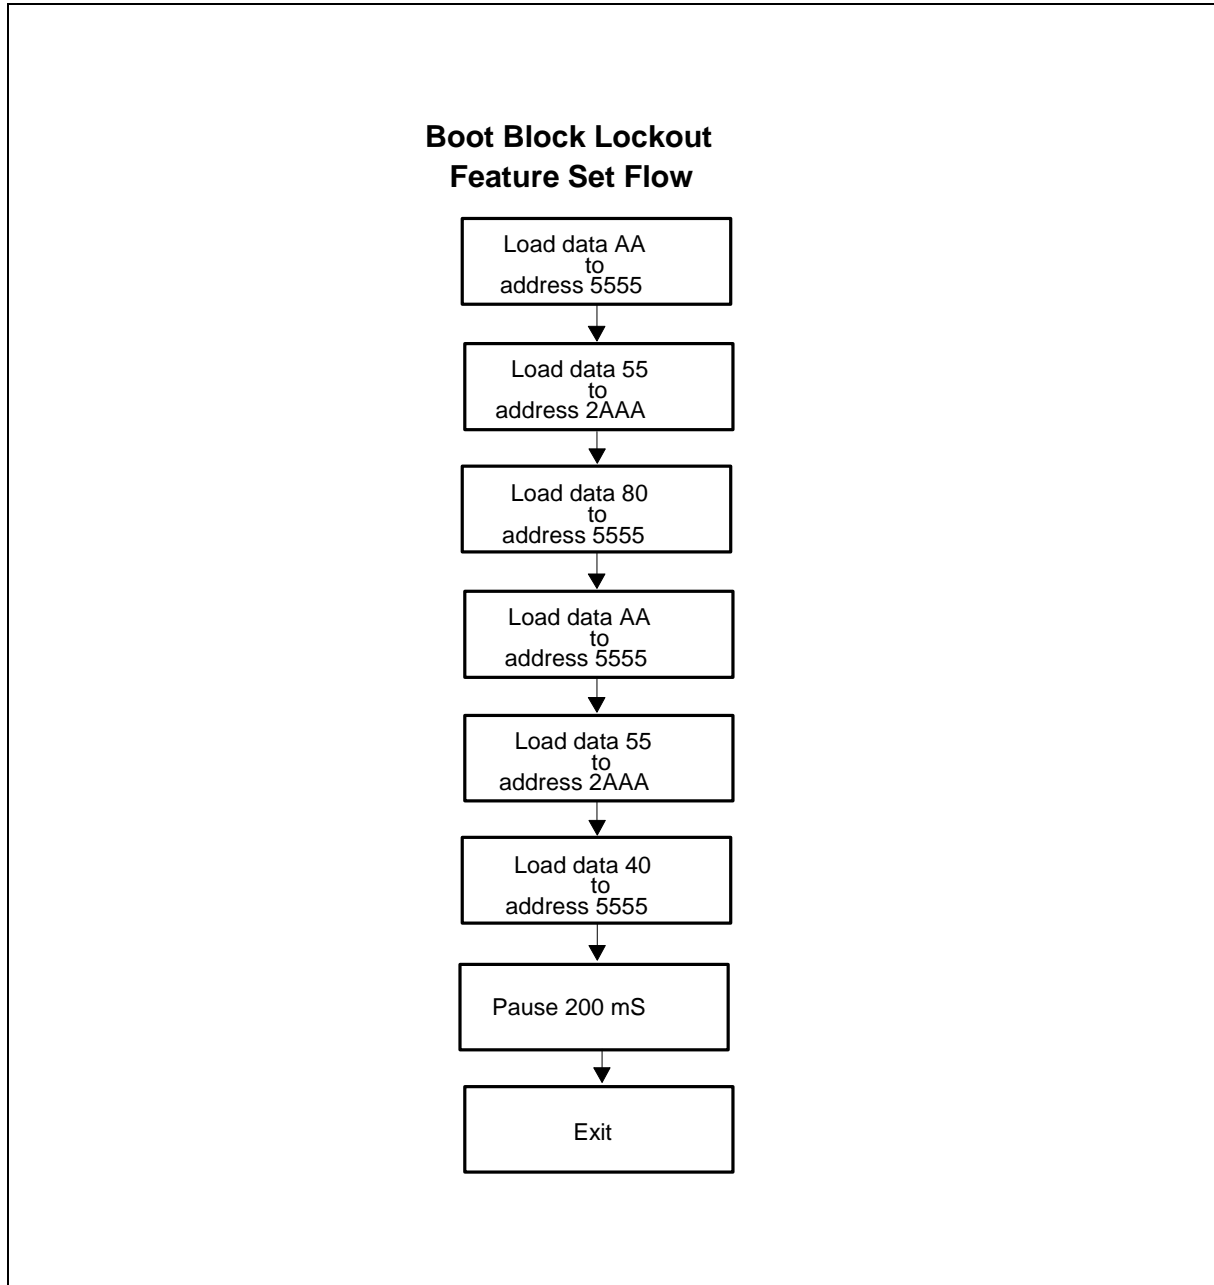 Boot Block Lockout
Feature Set Flow
Load data AA
to
address 5555
Load data 55
to
address 2AAA
Load data 80
to
address 5555
Load data AA
to
address 5555
Load data 55
to
address 2AAA
Load data 40
to
address 5555
Pause 200 mS
Exit